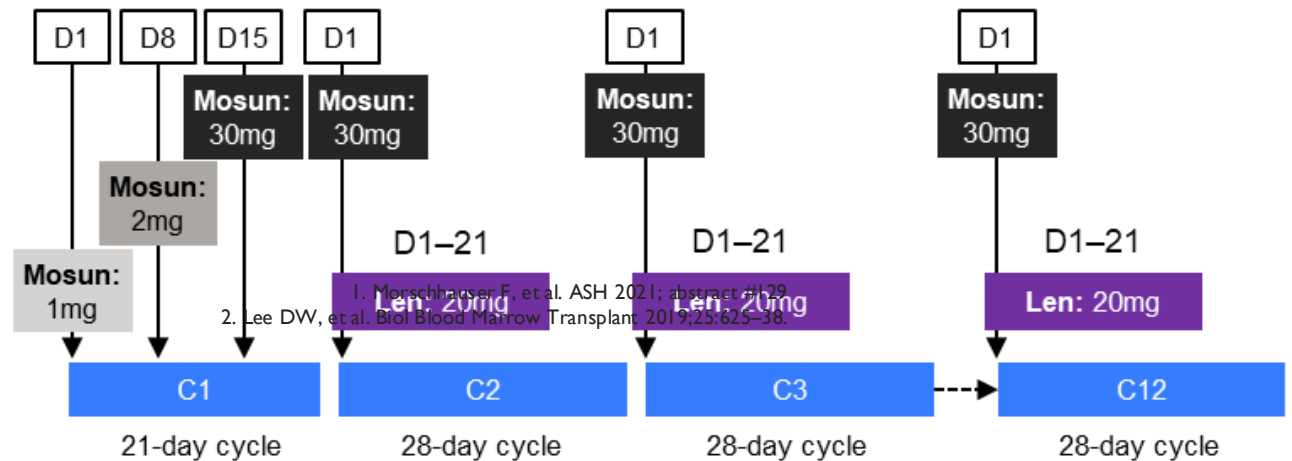 D1 D8 D15 D1 D1 D1
Mosun: Mosun: Mosun: Mosun:
30mg 30mg 30mg 30mg
Mosun:
2mg
D1–21 D1–21 D1–21
Mosun:
1mg
Len: 20mg Len: 20mg Len: 20mg
1. Morschhauser F, et al. ASH 2021; abstract #129
2. Lee DW, et al. Biol Blood Marrow Transplant 2019;25:625–38.
C1 C2 C3 C12
21-day cycle 28-day cycle 28-day cycle 28-day cycle